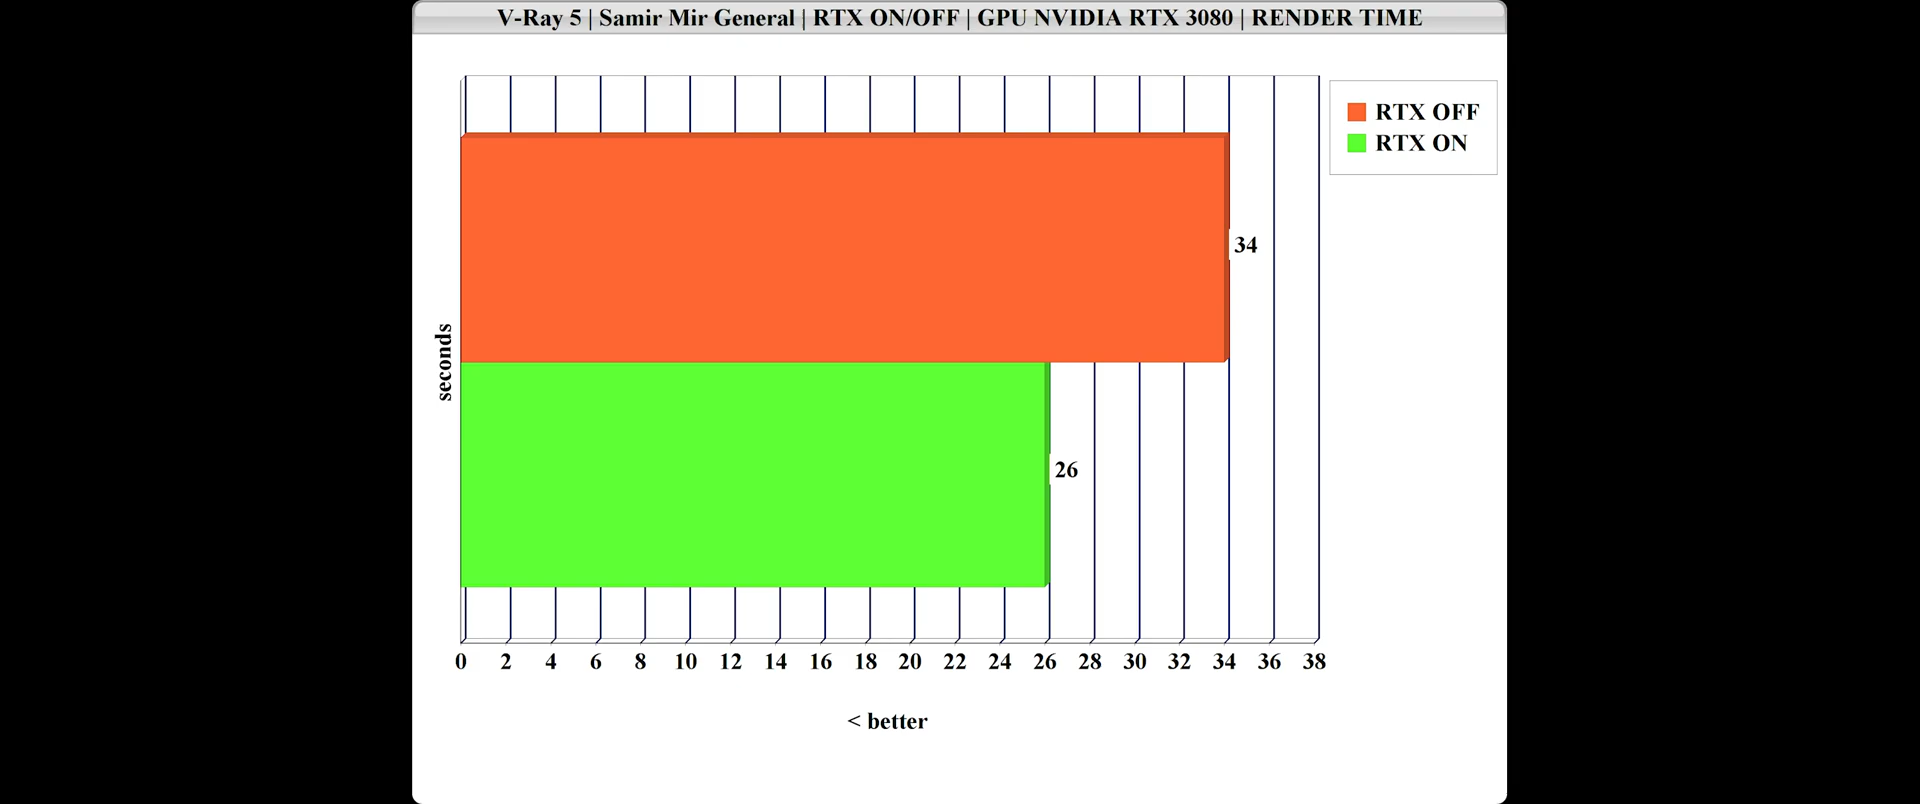 V-Ray 5 | Samir Mir General | RTX ON/OFF | GPU NVIDIA RTX 3080 | RENDER TIME
RTX OFF
RTX ON
34
seconds
26
0 2 4 6 8 10 12 14 16 18 20 22 24 26 28 30 32 34 36 38
< better